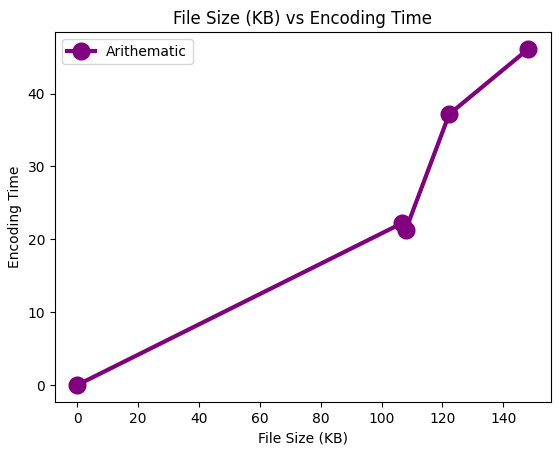 File Size (KB) vs Encoding Time
Arithematic
Encoding Time
40
30
20
10
0
0 20 40 60 80 100 120 140
File Size (KB)